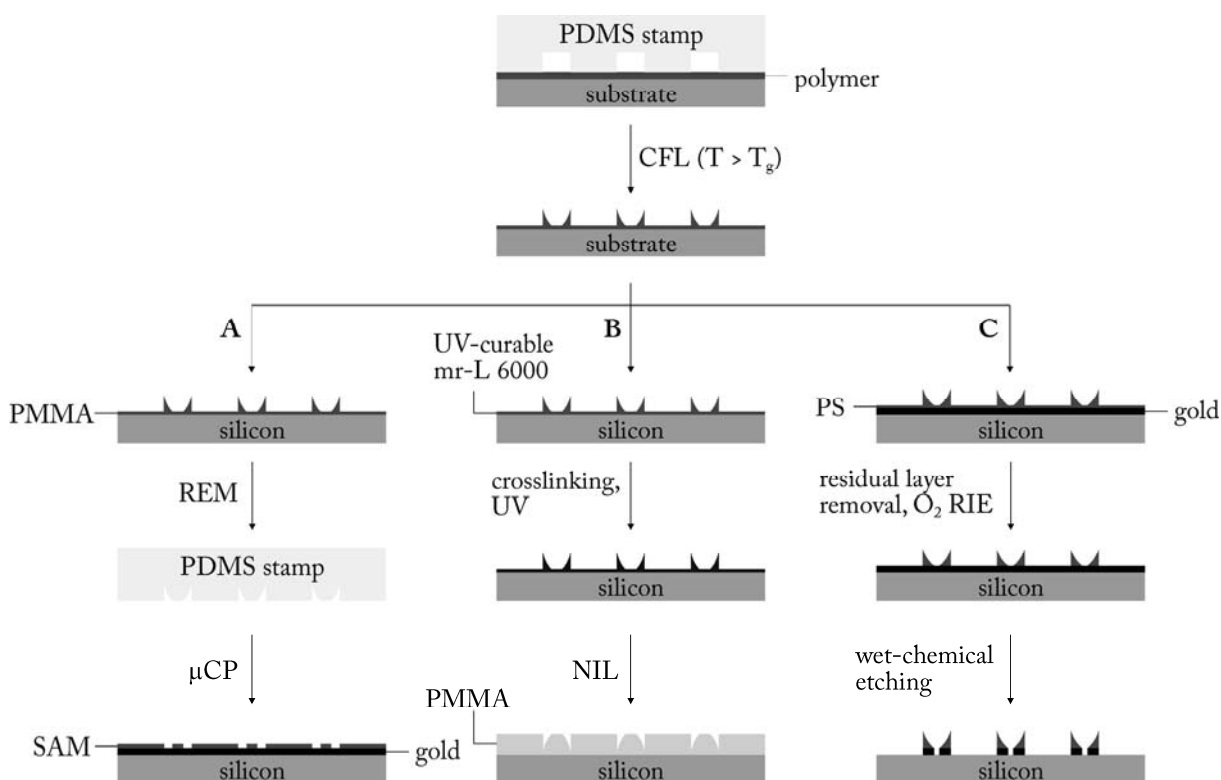 PDMS stamp
polymer
substrate
CFL (T > Tg)
substrate
A
B
C
UV-curable
mr-L 6000
PMMA
silicon
silicon
PS
gold
silicon
REM
crosslinking,
UV
residual layer
removal, O₂ RIE
PDMS stamp
silicon
silicon
µCP
NIL
wet-chemical
etching
PMMA
SAM
gold
silicon
silicon
silicon